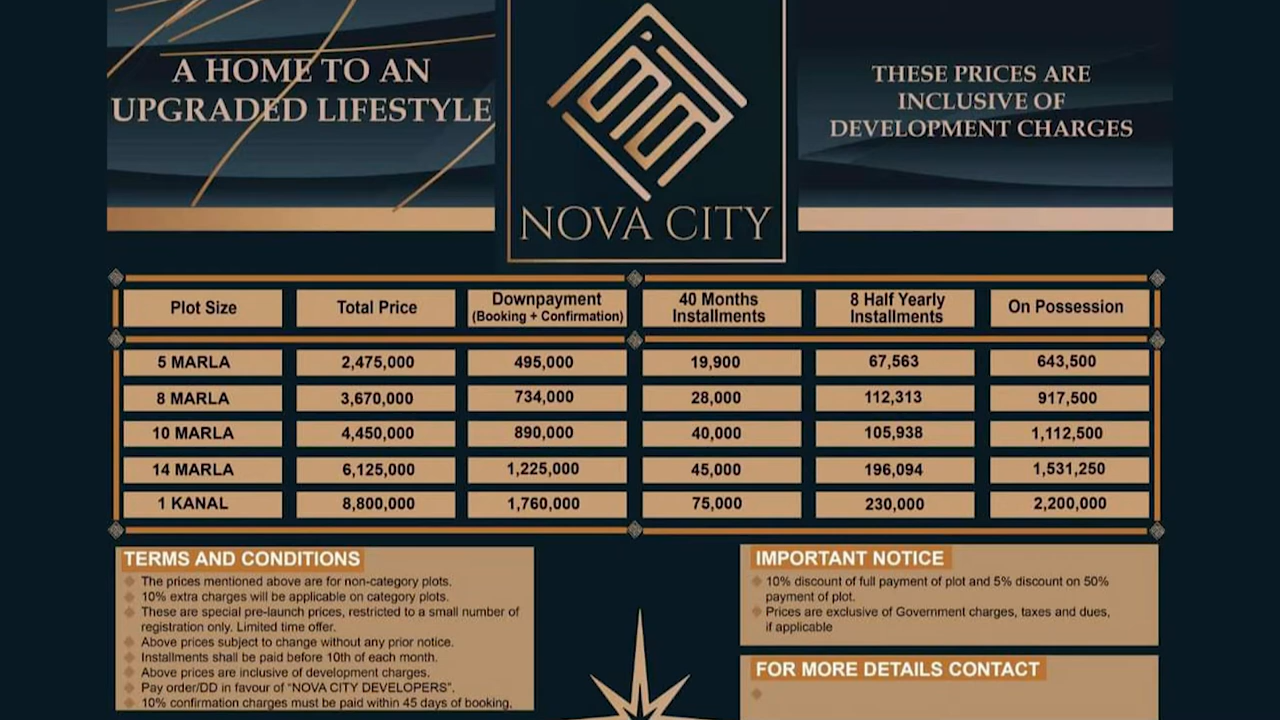 A HOME TO AN
UPGRADED LIFESTYLE
NOVA CITY
THESE PRICES ARE
INCLUSIVE OF
DEVELOPMENT CHARGES
Plot Size Total Price Downpayment (Booking + Confirmation) 40 Months Installments 8 Half Yearly Installments On Possession
5 MARLA 2,475,000 495,000 19,900 67,563 643,500
8 MARLA 3,670,000 734,000 28,000 112,313 917,500
10 MARLA 4,450,000 890,000 40,000 105,938 1,112,500
14 MARLA 6,125,000 1,225,000 45,000 196,094 1,531,250
1 KANAL 8,800,000 1,760,000 75,000 230,000 2,200,000
TERMS AND CONDITIONS
The prices mentioned above are for non-category plots.
10% extra charges will be applicable on category plots.
These are special pre-launch prices, restricted to a small number of
registration only. Limited time offer.
Above prices subject to change without any prior notice.
Installments shall be paid before 10th of each month.
Above prices are inclusive of development charges.
Pay order/DD in favour of "NOVA CITY DEVELOPERS".
10% confirmation charges must be paid within 45 days of booking.
IMPORTANT NOTICE
10% discount of full payment of plot and 5% discount on 50%
payment of plot.
Prices are exclusive of Government charges, taxes and dues,
if applicable
FOR MORE DETAILS CONTACT